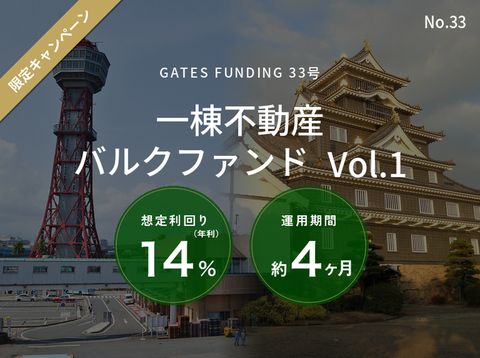 限定キャンペーン
No.33
GATES FUNDING 33号
一棟不動産
バルクファンド Vol.1
想定利回り
(年利)
14%
運用期間
約4ヶ月